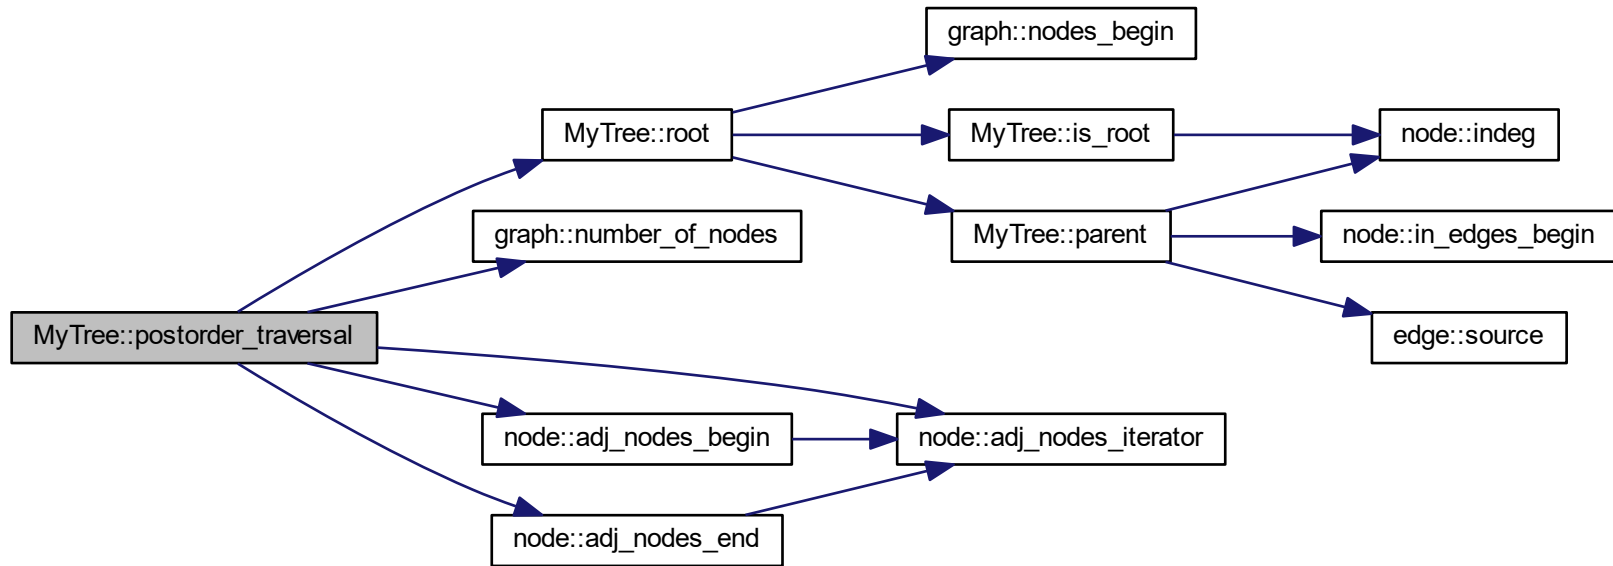 graph::nodes_begin
MyTree::root
MyTree::is_root
node::indeg
graph::number_of_nodes
MyTree::parent
node::in_edges_begin
MyTree::postorder_traversal
edge::source
node::adj_nodes_begin
node::adj_nodes_iterator
node::adj_nodes_end